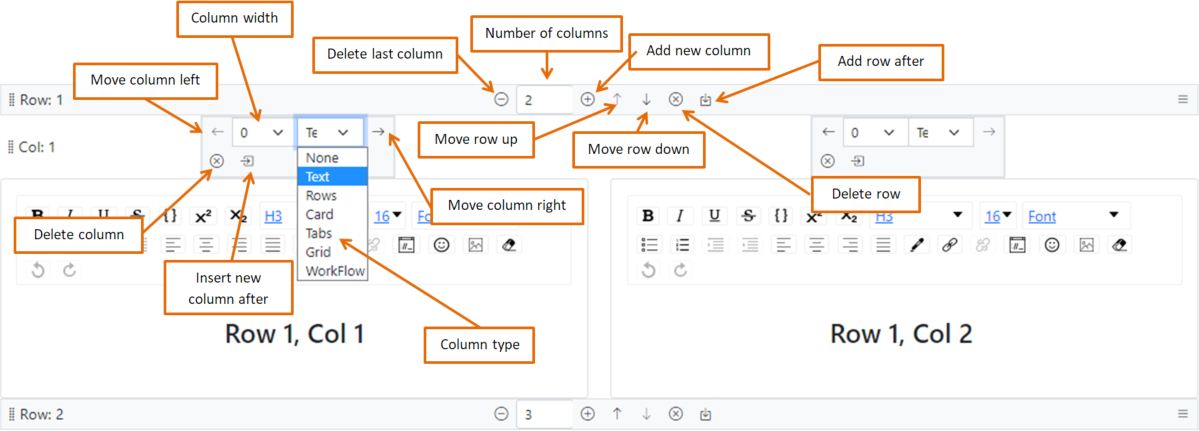 Column width
Number of columns
Delete last column
Add new column
Add row after
Move column left
Row: 1
2
Move row up
Move row down
Col: 1
0
Te
0
Te
None
Text
Rows
Card
Tabs
Grid
WorkFlow
Delete row
Move column right
B I U S {} x² X₂ H3 16 Fo
B I U S {} x² X₂ H3 16 Font
Delete column
Insert new
column after
Column type
Row 1, Col 1
Row 1, Col 2
Row: 2
3